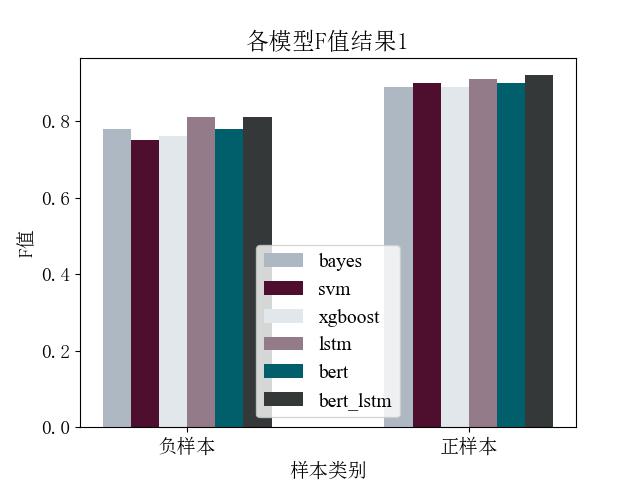 各模型F值结果1
0.8
0.6
0.4
0.2
0.0
F值
bayes
svm
xgboost
lstm
bert
bert_lstm
负样本
正样本
样本类别